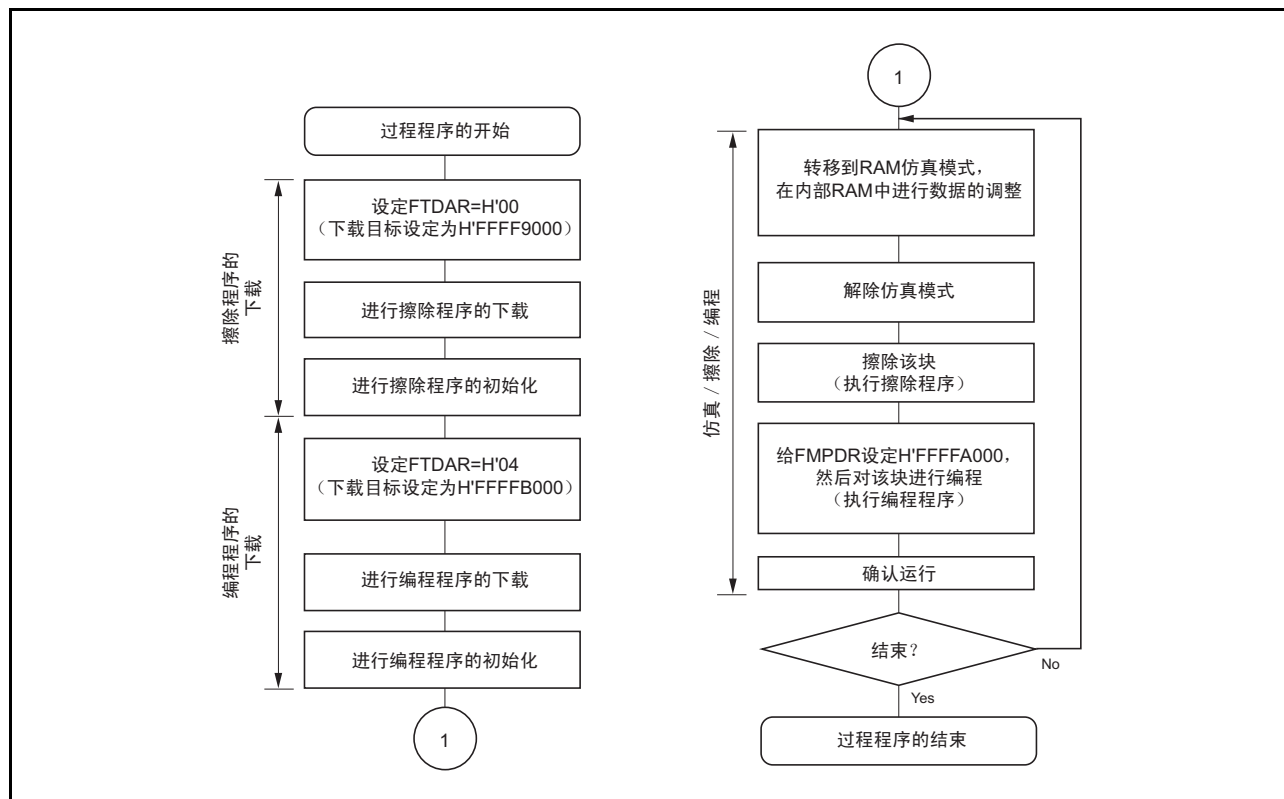 过程程序的开始
擦除程序的
下载
设定FTDAR=H'00
（下载目标设定为H'FFFF9000）
进行擦除程序的下载
进行擦除程序的初始化
编程程序的
下载
设定FTDAR=H'04
（下载目标设定为H'FFFFB000）
进行编程程序的下载
进行编程程序的初始化
1
1
仿真／擦除／编程
转移到RAM仿真模式，
在内部RAM中进行数据的调整
解除仿真模式
擦除该块
（执行擦除程序）
给FMPDR设定H'FFFFA000，
然后对该块进行编程
（执行编程程序）
确认运行
结束？
No
Yes
过程程序的结束